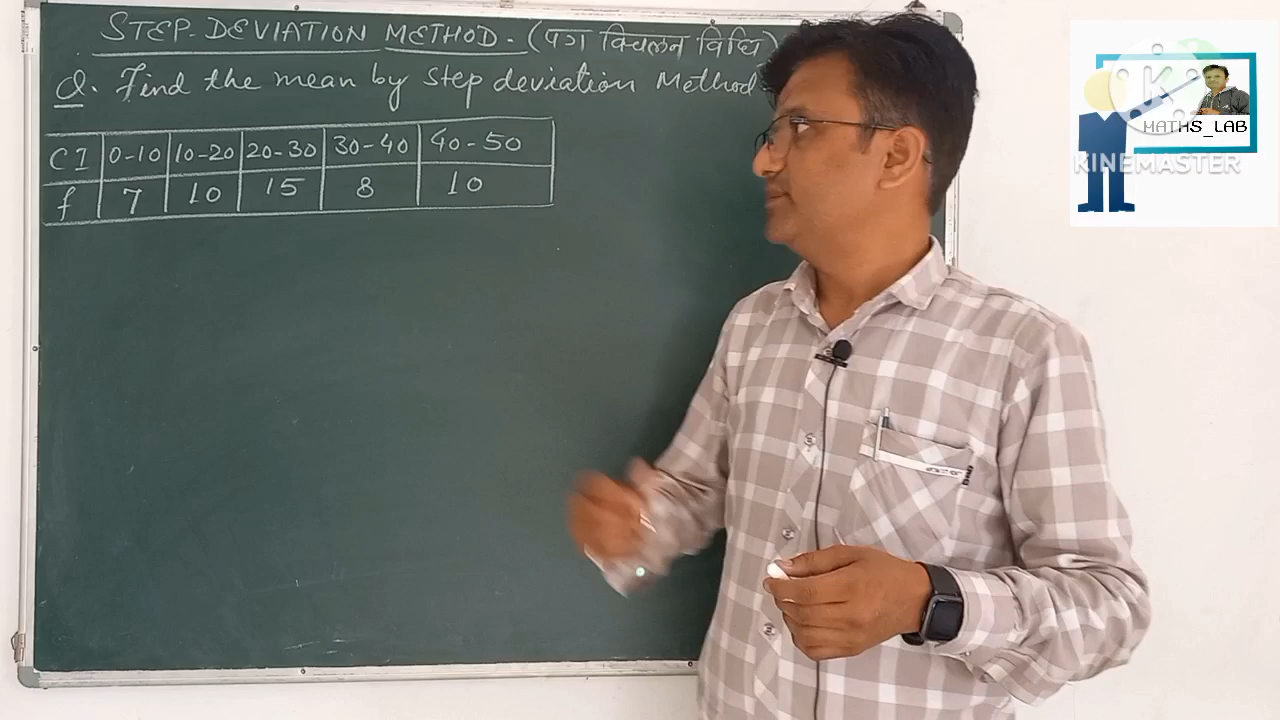 STEP-DEVIATION METHOD. (पग विचलन विधि)
Q. Find the mean by Step deviation Method
CI 0-10 10-20 20-30 30-40 40-50
f 7 10 15 8 10
K
MATHS_LAB
KINEMASTER